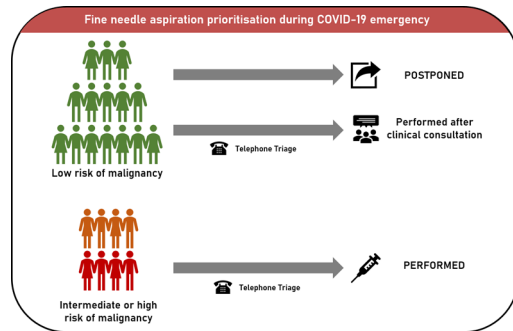 Fine needle aspiration prioritisation during COVID-19 emergency
POSTPONED
Performed after
clinical consultation
Telephone Triage
Low risk of malignancy
PERFORMED
Telephone Triage
Intermediate or high
risk of malignancy